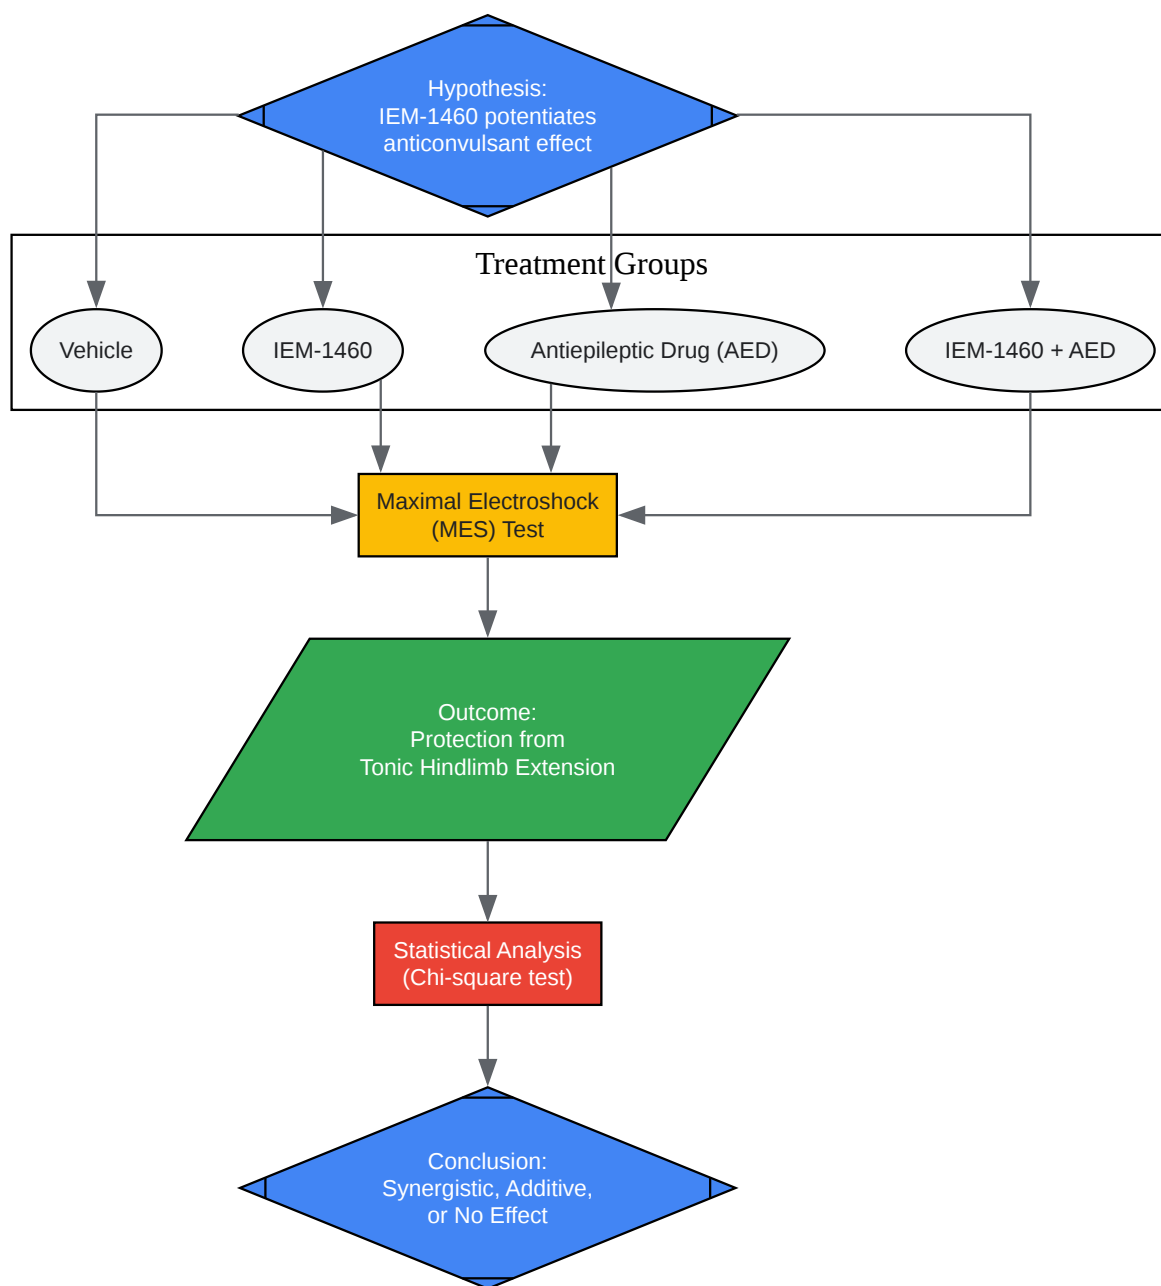 Hypothesis:
IEM-1460 potentiates
anticonvulsant effect
Treatment Groups
Vehicle
IEM-1460
Antiepileptic Drug (AED)
IEM-1460 + AED
Maximal Electroshock
(MES) Test
Outcome:
Protection from
Tonic Hindlimb Extension
Statistical Analysis
(Chi-square test)
Conclusion:
Synergistic, Additive,
or No Effect